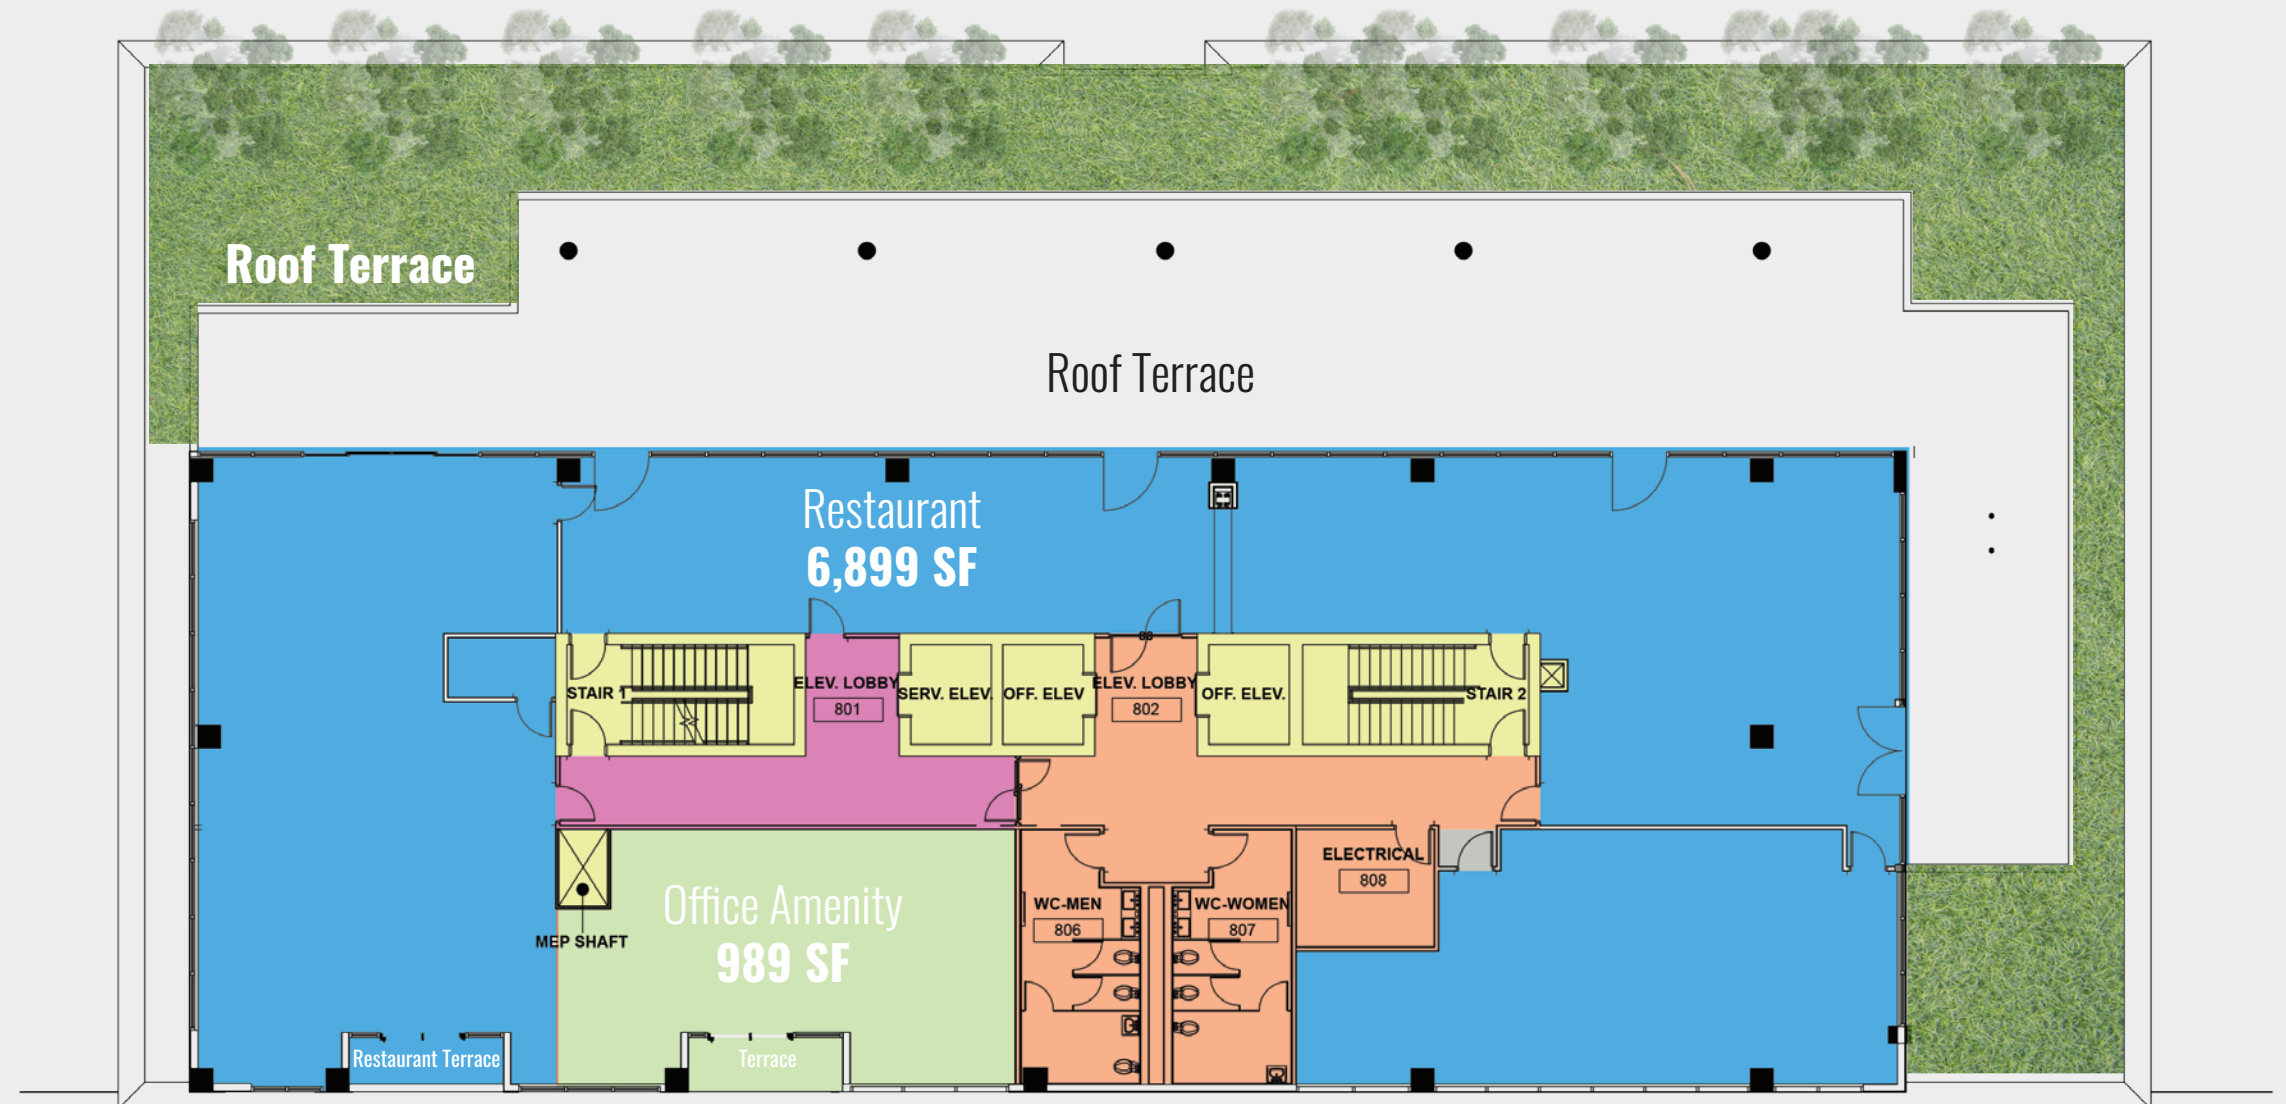 Roof Terrace
Roof Terrace
Restaurant
6,899 SF
STAIR 1
ELEV. LOBBY
801
SERV. ELEV.
OFF. ELEV
ELEV. LOBBY
802
OFF. ELEV.
STAIR 2
MEP SHAFT
Office Amenity
989 SF
WC-MEN
806
WC-WOMEN
807
ELECTRICAL
808
Restaurant Terrace
Terrace